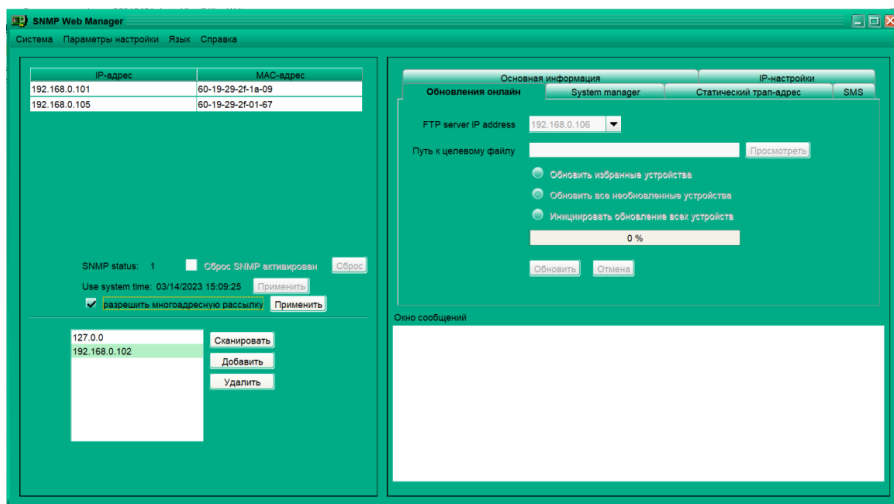 SNMP Web Manager
Система Параметры настройки Язык Справка
IP-адрес MAC-адрес
192.168.0.101 60-19-29-2f-1a-09
192.168.0.105 60-19-29-2f-01-67
SNMP status: 1 Сброс SNMP активирован Сброс
Use system time: 03/14/2023 15:09:25 Применить
разрешить многоадресную рассылку Применить
127.0.0
192.168.0.102
Сканировать
Добавить
Удалить
Основная информация IP-настройки
Обновления онлайн System manager Статический трап-адрес SMS
FTP server IP address 192.168.0.106
Путь к целевому файлу Просмотреть
Обновить избранные устройства
Обновить все необновленные устройства
Инициировать обновление всех устройств
0 %
Обновить Отмена
Окно сообщений